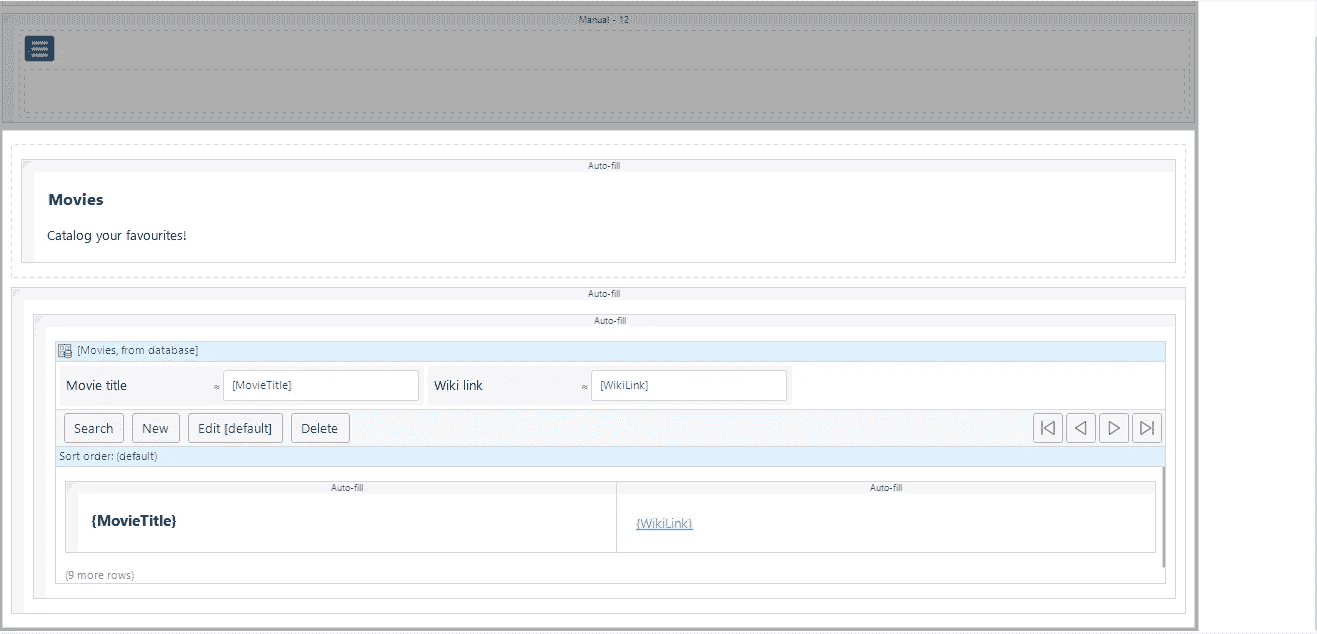 Manual - 12
Auto-fill
Movies
Catalog your favourites!
Auto-fill
Auto-fill
[Movies, from database]
Movie title ≈ [MovieTitle] Wiki link ≈ [WikiLink]
Search New Edit [default] Delete
Sort order: (default)
Auto-fill Auto-fill
{MovieTitle} {WikiLink}
(9 more rows)